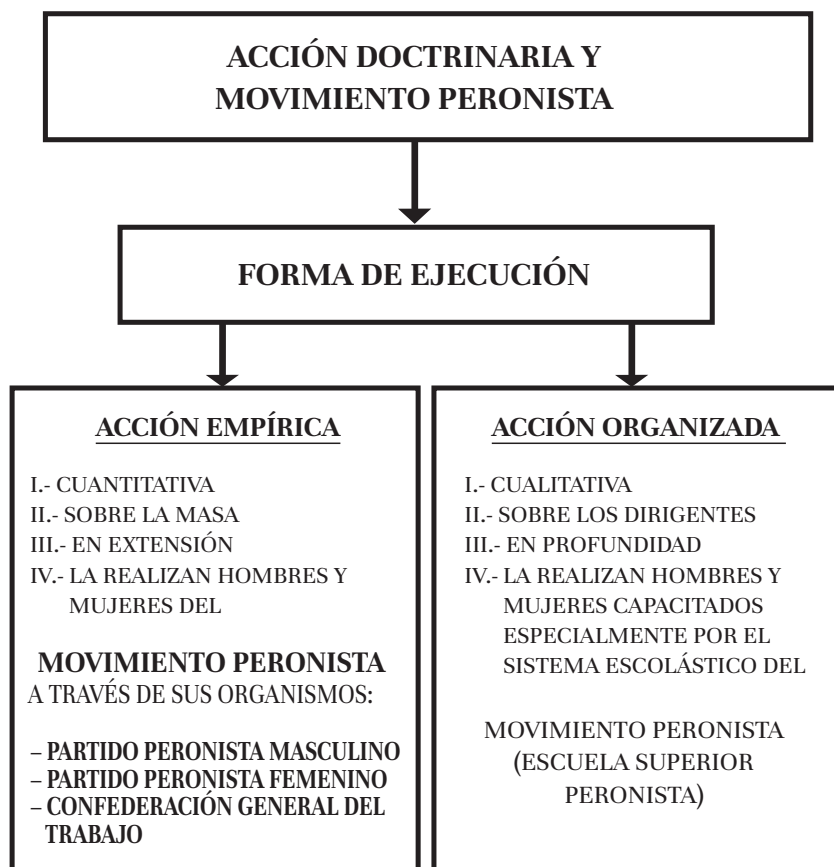 ACCIÓN DOCTRINARIA Y
MOVIMIENTO PERONISTA
FORMA DE EJECUCIÓN
ACCIÓN EMPÍRICA
I.- CUANTITATIVA
II.- SOBRE LA MASA
III.- EN EXTENSIÓN
IV.- LA REALIZAN HOMBRES Y
MUJERES DEL
MOVIMIENTO PERONISTA
A TRAVÉS DE SUS ORGANISMOS:
– PARTIDO PERONISTA MASCULINO
– PARTIDO PERONISTA FEMENINO
– CONFEDERACIÓN GENERAL DEL
TRABAJO
ACCIÓN ORGANIZADA
I.- CUALITATIVA
II.- SOBRE LOS DIRIGENTES
III.- EN PROFUNDIDAD
IV.- LA REALIZAN HOMBRES Y
MUJERES CAPACITADOS
ESPECIALMENTE POR EL
SISTEMA ESCOLÁSTICO DEL
MOVIMIENTO PERONISTA
(ESCUELA SUPERIOR
PERONISTA)